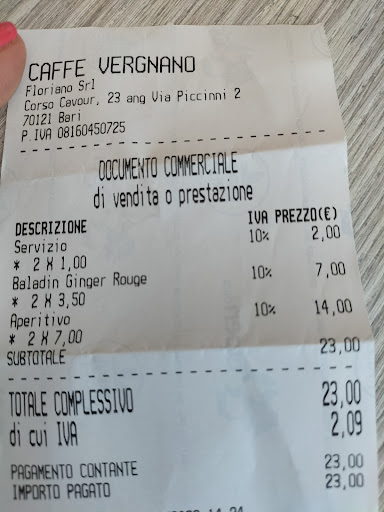 CAFFE VERGNANO
Floriano Srl
Corso Cavour, 23 ang Via Piccinni 2
70121 Bari
P.IVA 08160450725
DOCUMENTO COMMERCIALE
di vendita o prestazione
DESCRIZIONE IVA PREZZO(€)
Servizio 10% 2,00
* 2 X 1,00
Baladin Ginger Rouge 10% 7,00
* 2 X 3,50
Aperitivo 10% 14,00
* 2 X 7,00
SUBTOTALE 23,00
TOTALE COMPLESSIVO 23,00
di cui IVA 2,09
PAGAMENTO CONTANTE 23,00
IMPORTO PAGATO 23,00